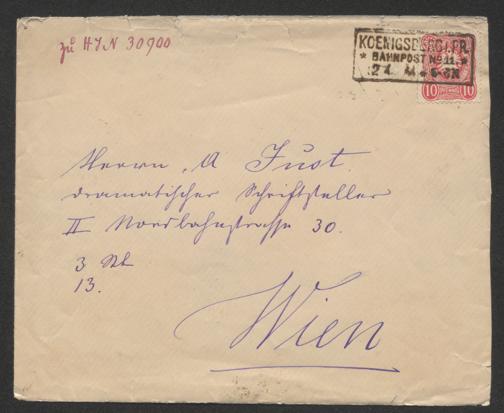 zu HIN 30900
KOENIGSBERG I. PR.
* BAHNPOST No 11 *
10 10
Herrn A Just.
dramatischer Schriftsteller
II Nordbahnstrasse 30.
3 St
13.
Wien